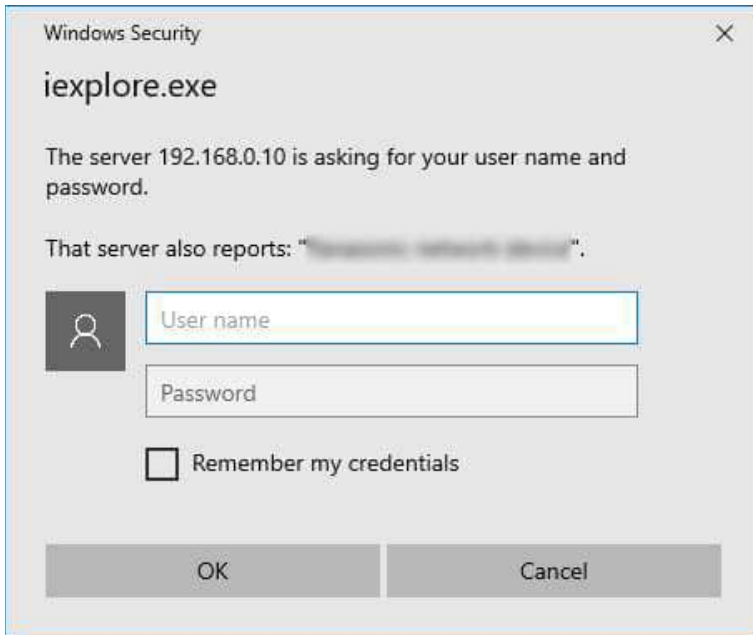 Windows Security
iexplore.exe
The server 192.168.0.10 is asking for your user name and
password.
That server also reports: " ".
User name
Password
Remember my credentials
OK
Cancel